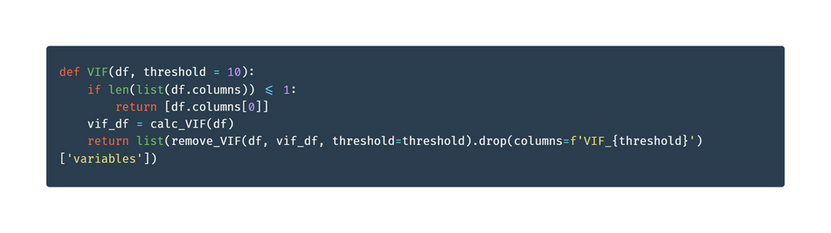 def VIF(df, threshold = 10):
    if len(list(df.columns)) <= 1:
        return [df.columns[0]]
    vif_df = calc_VIF(df)
    return list(remove_VIF(df, vif_df, threshold=threshold).drop(columns=f'VIF_{threshold}')
['variables'])